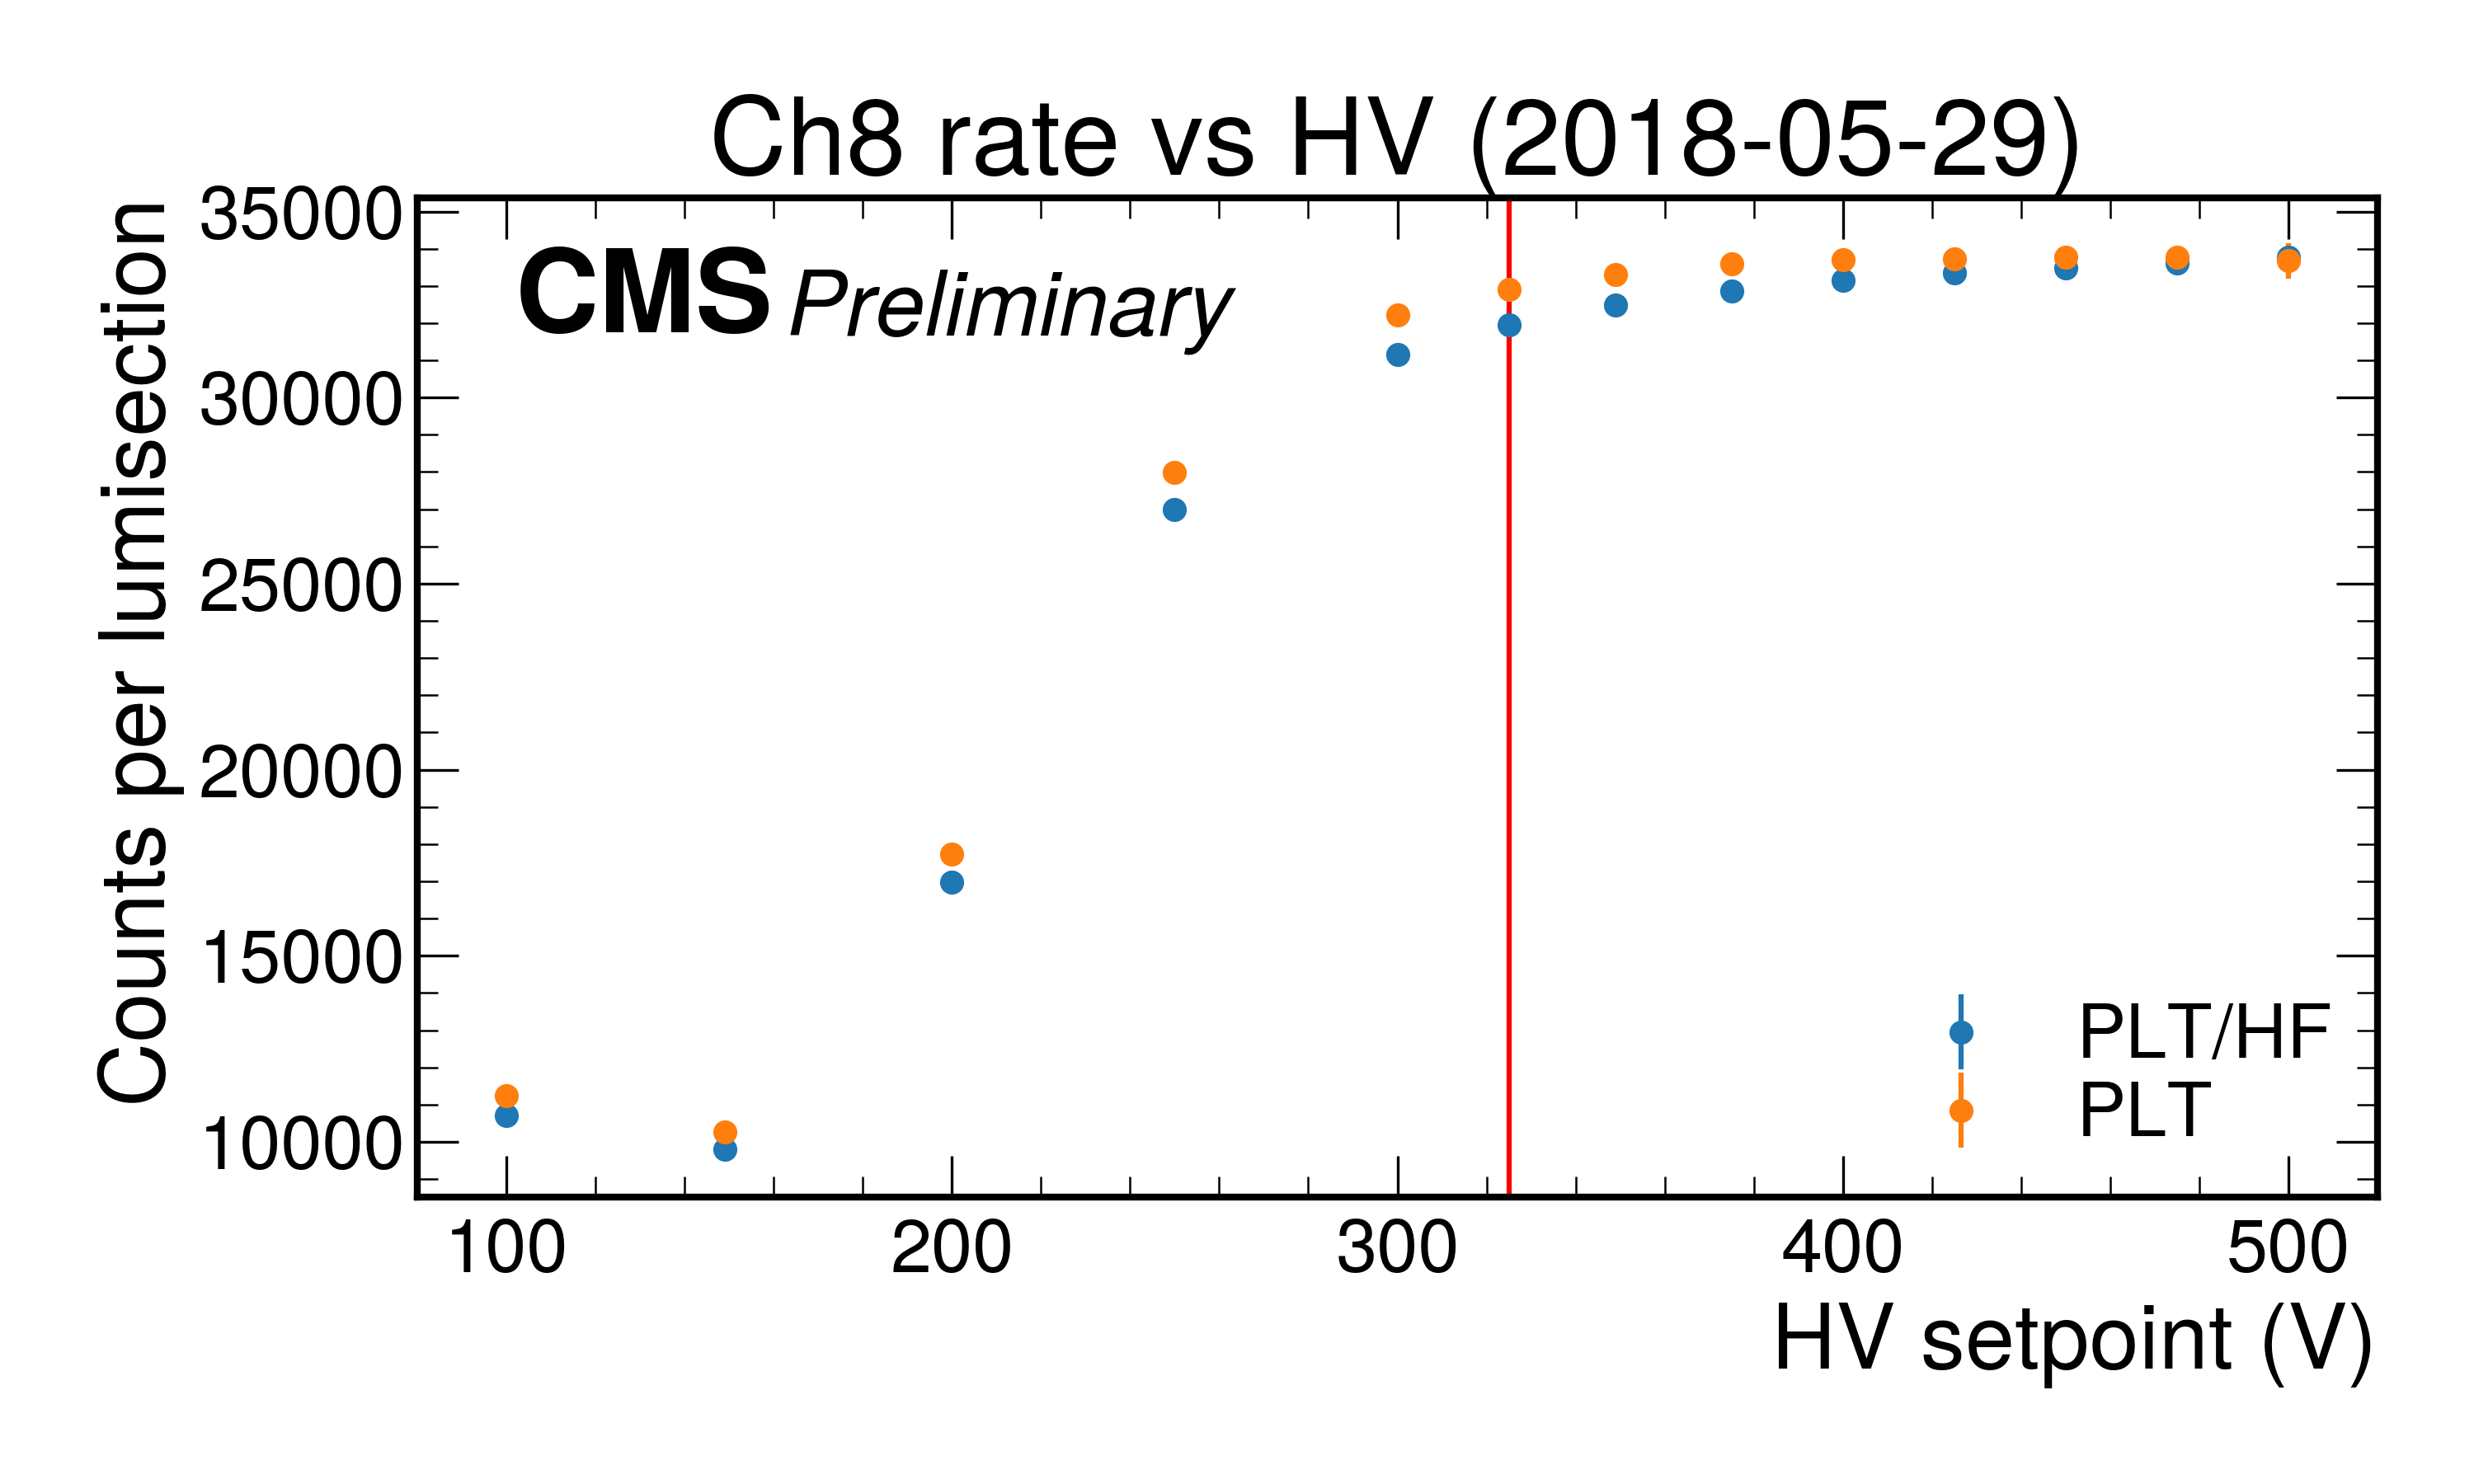 Ch8 rate vs HV (2018-05-29)
CMS Preliminary
Counts per lumisection
35000
30000
25000
20000
15000
10000
PLT/HF
PLT
100 200 300 400 500
HV setpoint (V)